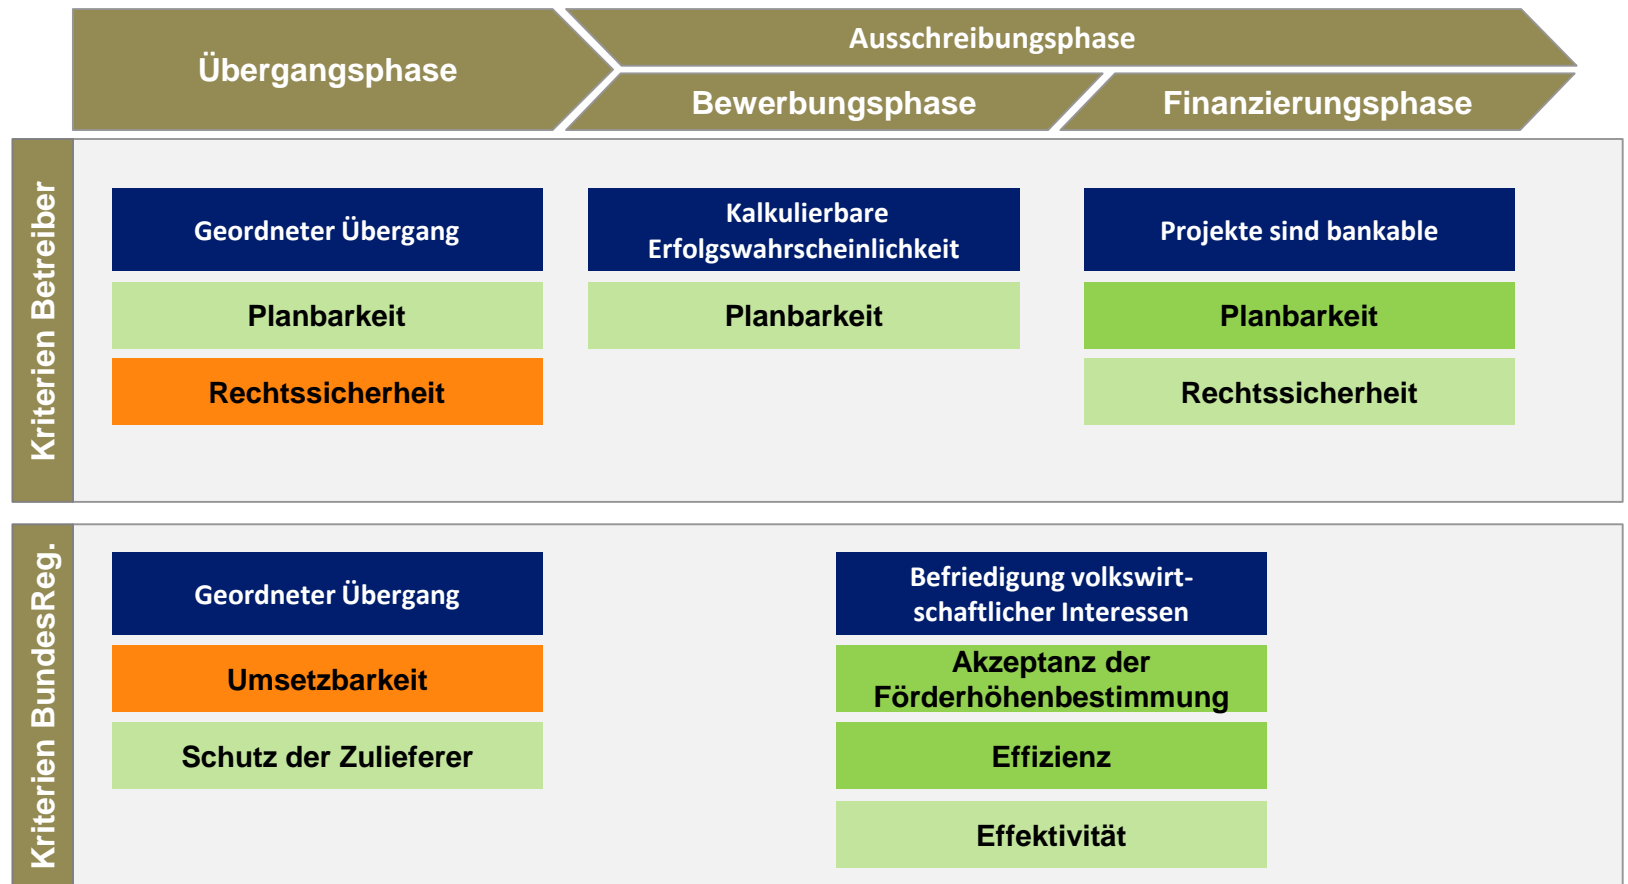 Übergangsphase
Ausschreibungsphase
Bewerbungsphase
Finanzierungsphase
Kriterien Betreiber
Geordneter Übergang
Planbarkeit
Rechtssicherheit
Kalkulierbare
Erfolgswahrscheinlichkeit
Planbarkeit
Projekte sind bankable
Planbarkeit
Rechtssicherheit
Kriterien BundesReg.
Geordneter Übergang
Umsetzbarkeit
Schutz der Zulieferer
Befriedigung volkswirt-
schaftlicher Interessen
Akzeptanz der
Förderhöhenbestimmung
Effizienz
Effektivität